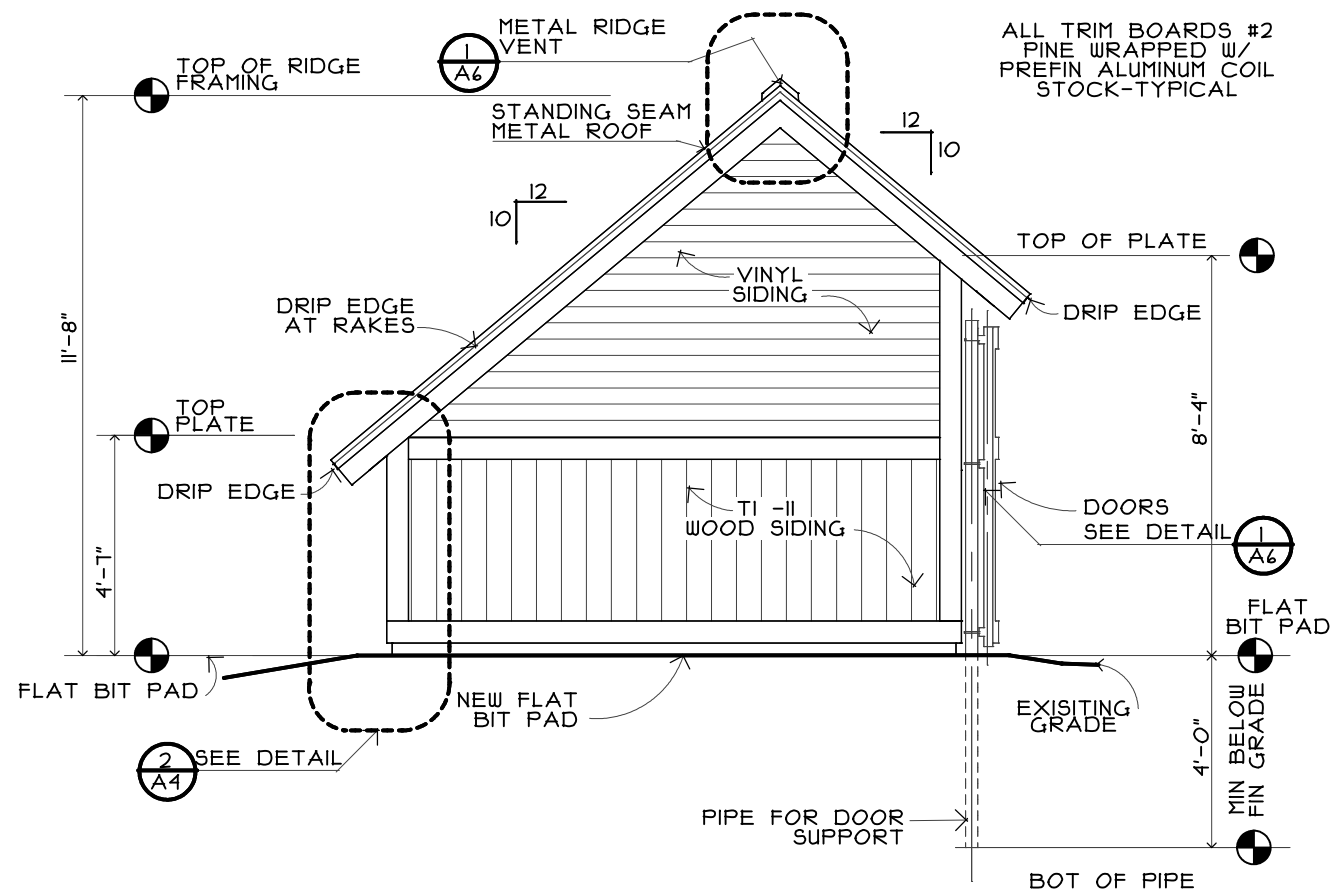 METAL RIDGE
VENT
1
A6
ALL TRIM BOARDS #2
PINE WRAPPED W/
PREFIN ALUMINUM COIL
STOCK-TYPICAL
TOP OF RIDGE
FRAMING
STANDING SEAM
METAL ROOF
12
10
12
10
TOP OF PLATE
VINYL
SIDING
DRIP EDGE
AT RAKES
DRIP EDGE
11'-8"
TOP
PLATE
8'-4"
DRIP EDGE
T1 -11
WOOD SIDING
DOORS
SEE DETAIL
1
A6
4'-7"
FLAT
BIT PAD
FLAT BIT PAD
NEW FLAT
BIT PAD
EXISITING
GRADE
4'-0"
MIN BELOW
FIN GRADE
2
A4
SEE DETAIL
PIPE FOR DOOR
SUPPORT
BOT OF PIPE